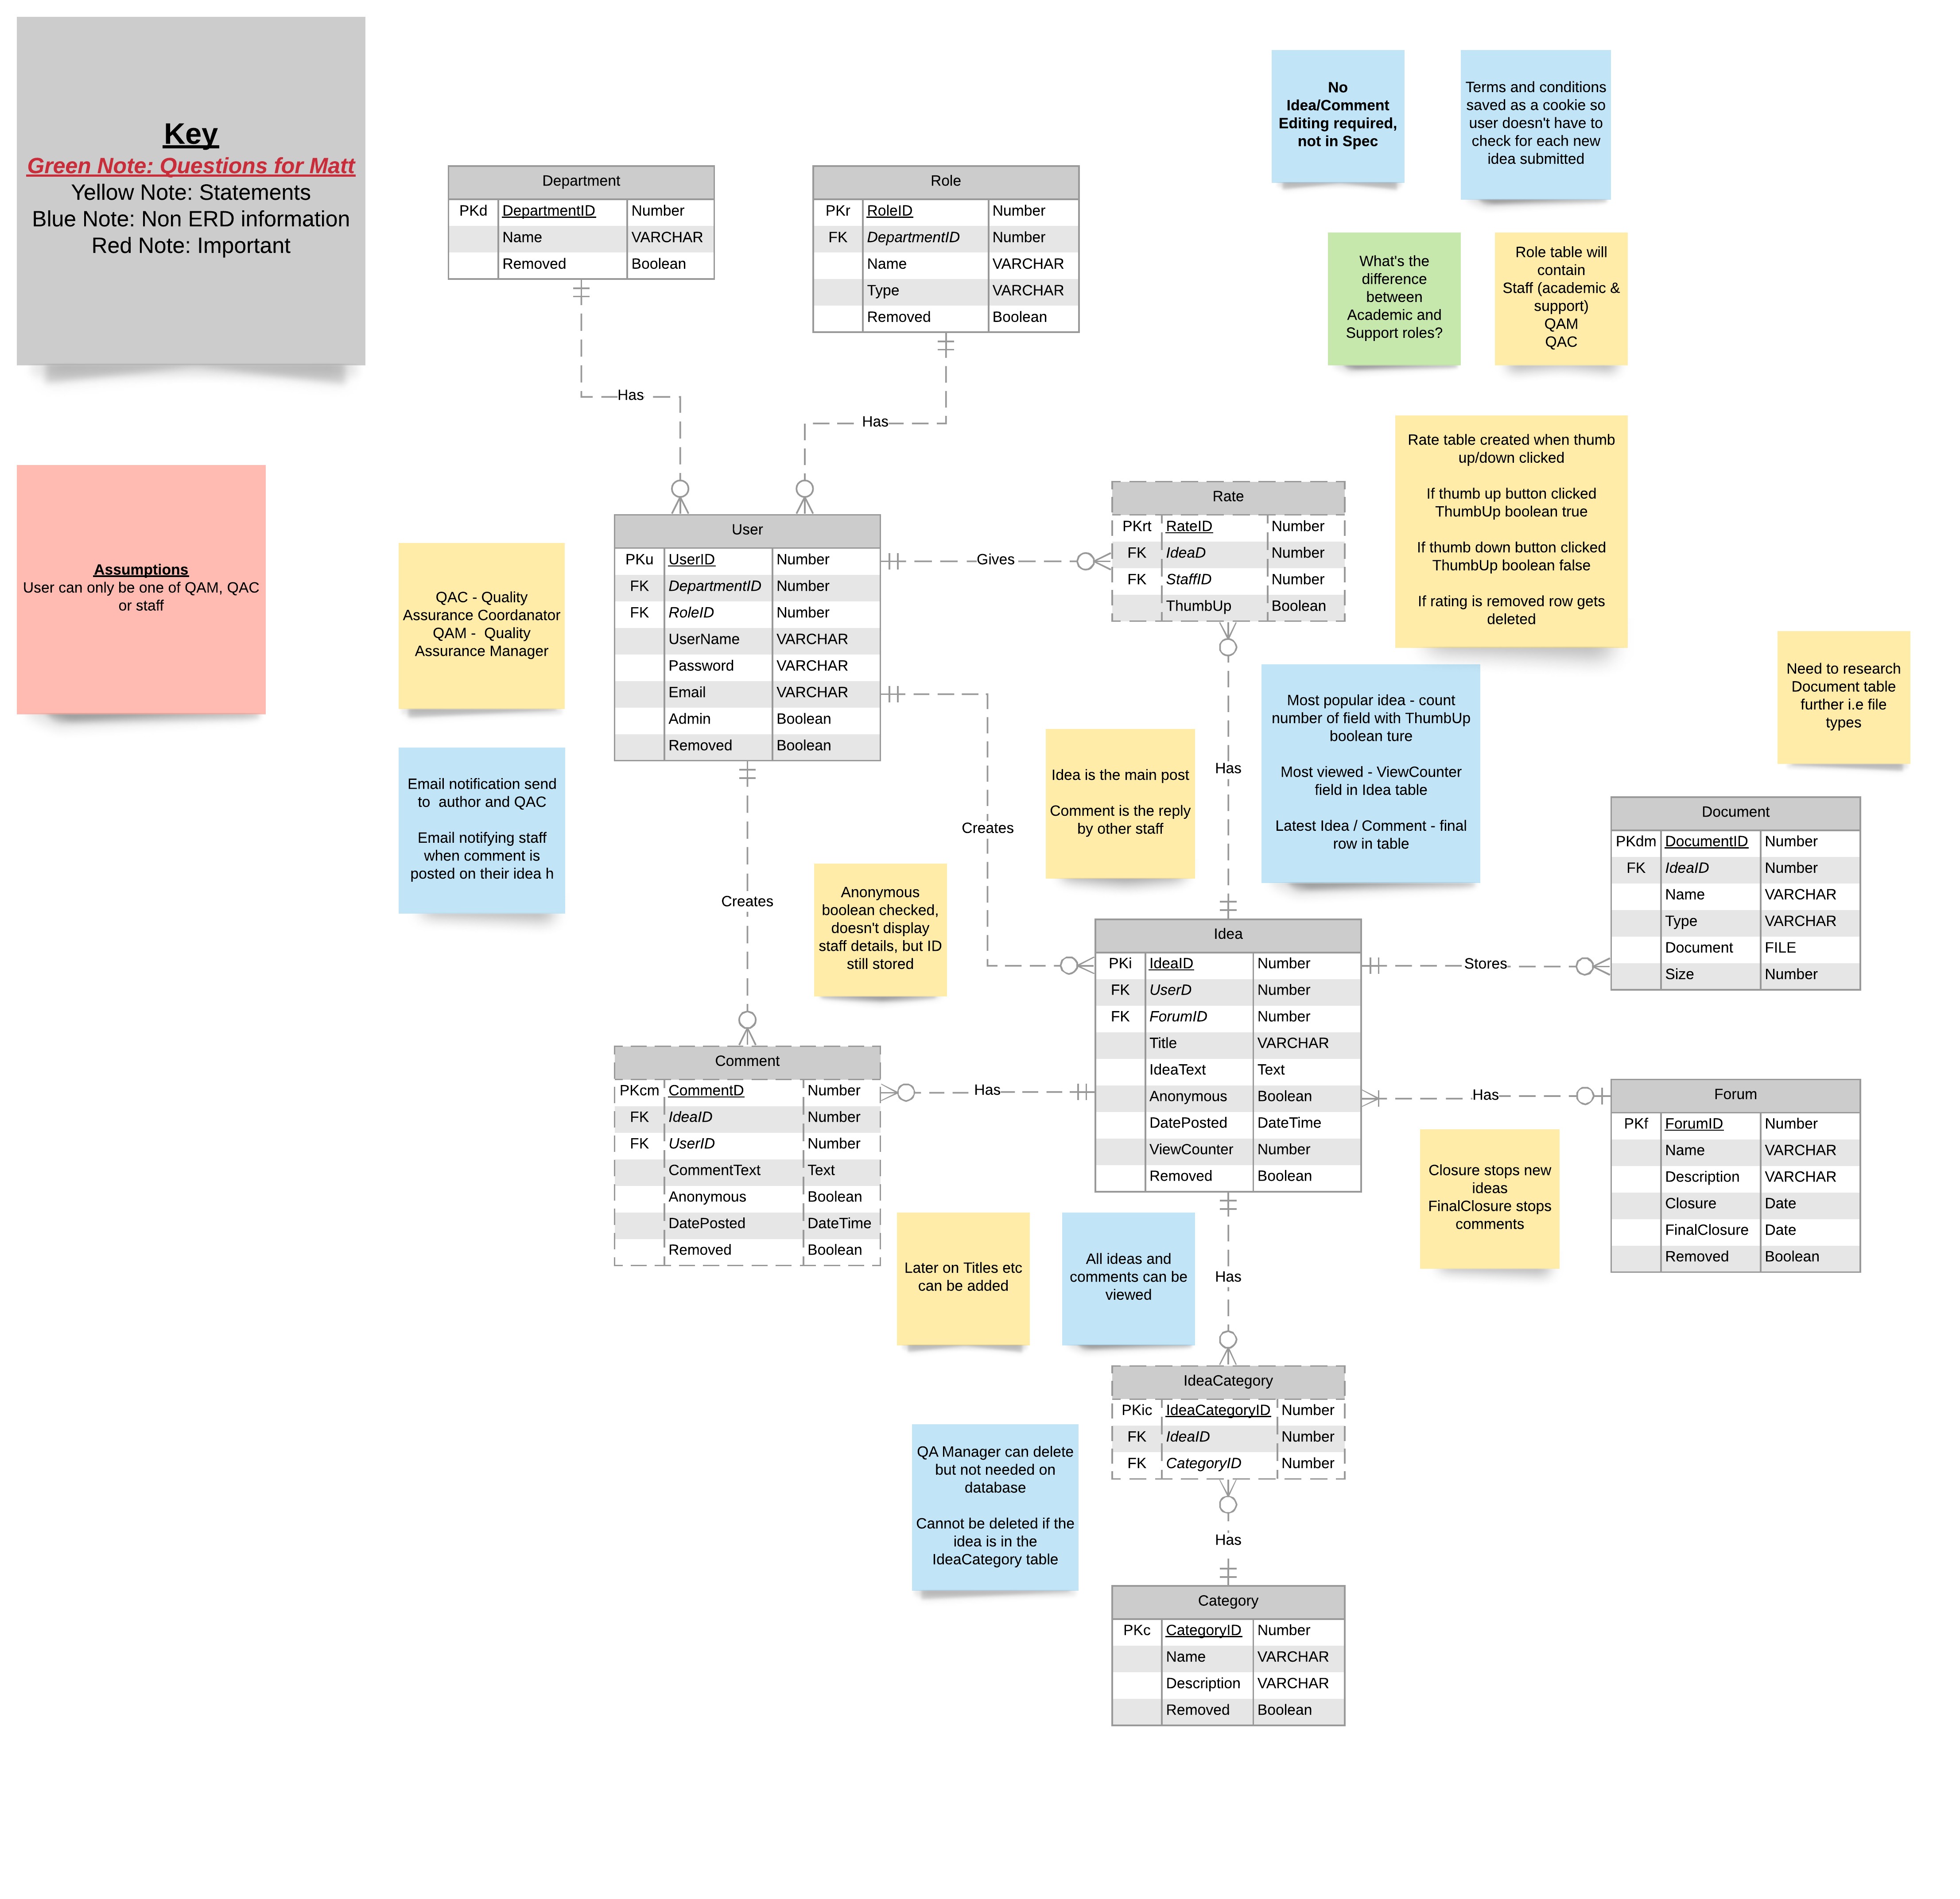 Key
Green Note: Questions for Matt
Yellow Note: Statements
Blue Note: Non ERD information
Red Note: Important
No
Idea/Comment
Editing required,
not in Spec
Terms and conditions
saved as a cookie so
user doesn't have to
check for each new
idea submitted
Department
PKd DepartmentID Number
Name VARCHAR
Removed Boolean
Role
PKr RoleID Number
FK DepartmentID Number
Name VARCHAR
Type VARCHAR
Removed Boolean
What's the
difference
between
Academic and
Support roles?
Role table will
contain
Staff (academic &
support)
QAM
QAC
Has
Has
Rate table created when thumb
up/down clicked
If thumb up button clicked
ThumbUp boolean true
If thumb down button clicked
ThumbUp boolean false
If rating is removed row gets
deleted
Assumptions
User can only be one of QAM, QAC
or staff
QAC - Quality
Assurance Coordanator
QAM - Quality
Assurance Manager
User
PKu UserID Number
FK DepartmentID Number
FK RoleID Number
UserName VARCHAR
Password VARCHAR
Email VARCHAR
Admin Boolean
Removed Boolean
Gives
Rate
PKrt RateID Number
FK IdeaD Number
FK StaffID Number
ThumbUp Boolean
Need to research
Document table
further i.e file
types
Email notification send
to author and QAC
Email notifying staff
when comment is
posted on their idea h
Creates
Creates
Idea is the main post
Comment is the reply
by other staff
Has
Most popular idea - count
number of field with ThumbUp
boolean ture
Most viewed - ViewCounter
field in Idea table
Latest Idea / Comment - final
row in table
Anonymous
boolean checked,
doesn't display
staff details, but ID
still stored
Document
PKdm DocumentID Number
FK IdeaID Number
Name VARCHAR
Type VARCHAR
Document FILE
Size Number
Idea
PKi IdeaID Number
FK UserD Number
FK ForumID Number
Title VARCHAR
IdeaText Text
Anonymous Boolean
DatePosted DateTime
ViewCounter Number
Removed Boolean
Stores
Comment
PKcm CommentD Number
FK IdeaID Number
FK UserID Number
CommentText Text
Anonymous Boolean
DatePosted DateTime
Removed Boolean
Has
Has
Forum
PKf ForumID Number
Name VARCHAR
Description VARCHAR
Closure Date
FinalClosure Date
Removed Boolean
Closure stops new
ideas
FinalClosure stops
comments
Later on Titles etc
can be added
All ideas and
comments can be
viewed
Has
IdeaCategory
PKic IdeaCategoryID Number
FK IdeaID Number
FK CategoryID Number
QA Manager can delete
but not needed on
database
Cannot be deleted if the
idea is in the
IdeaCategory table
Has
Category
PKc CategoryID Number
Name VARCHAR
Description VARCHAR
Removed Boolean